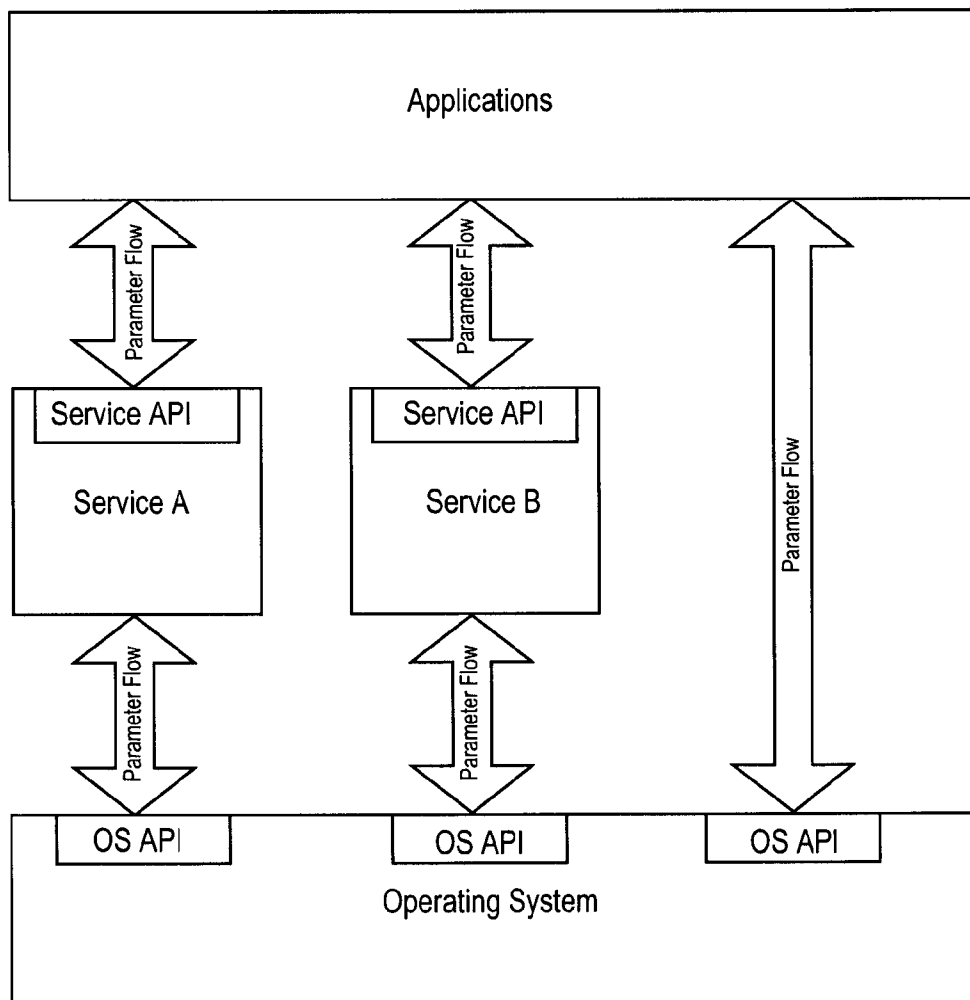 Applications
Parameter Flow
Parameter Flow
Parameter Flow
Service API
Service API
Service A
Service B
Parameter Flow
Parameter Flow
OS API
OS API
OS API
Operating System